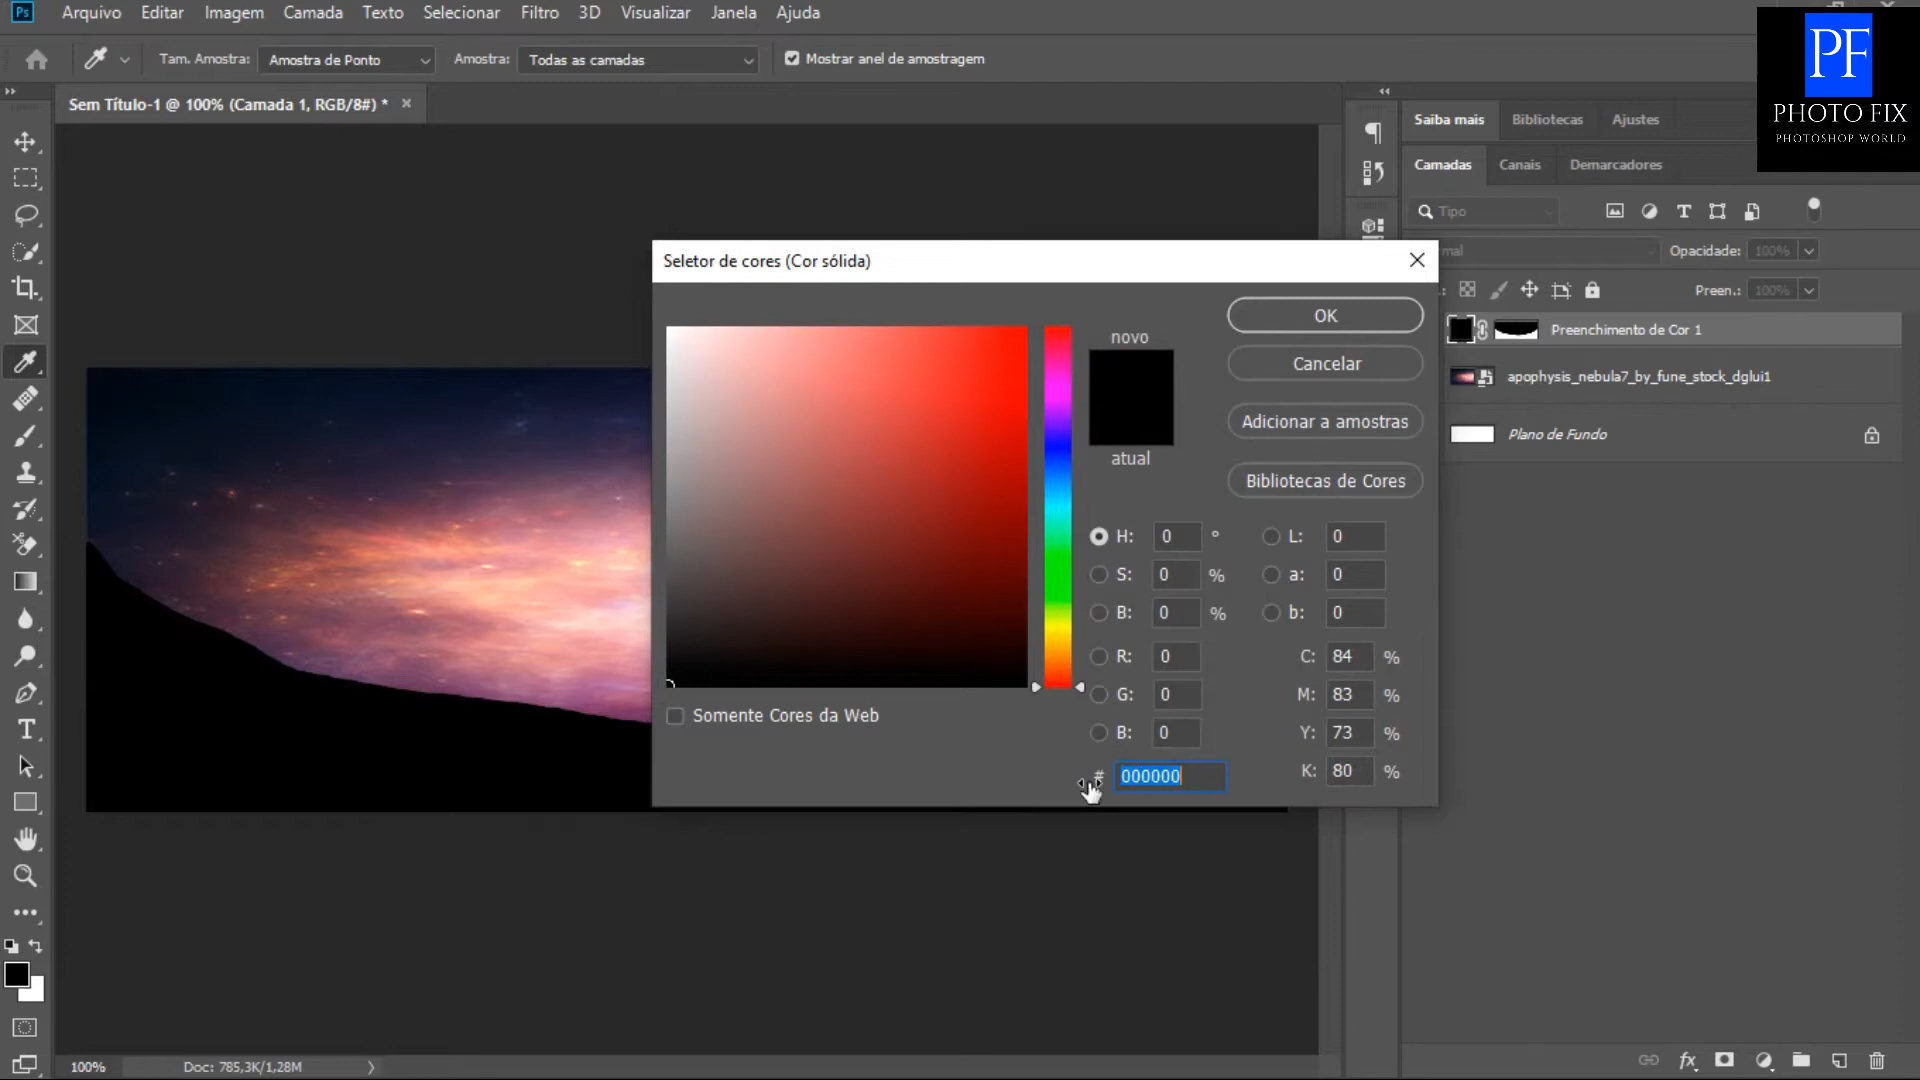 Ps Arquivo Editar Imagem Camada Texto Selecionar Filtro 3D Visualizar Janela Ajuda
PF
PHOTO FIX
PHOTOSHOP WORLD
Tam. Amostra: Amostra de Ponto Amostra: Todas as camadas Mostrar anel de amostragem
Sem Título-1 @ 100% (Camada 1, RGB/8#) *
Saiba mais Bibliotecas Ajustes
Camadas Canais Demarcadores
Tipo
mal Opacidade: 100%
Preen.: 100%
Preenchimento de Cor 1
apophysis_nebula7_by_fune_stock_dglui1
Plano de Fundo
Seletor de cores (Cor sólida)
novo
atual
OK
Cancelar
Adicionar a amostras
Bibliotecas de Cores
H: 0 ° L: 0
S: 0 % a: 0
B: 0 % b: 0
R: 0 C: 84 %
G: 0 M: 83 %
B: 0 Y: 73 %
# 000000 K: 80 %
Somente Cores da Web
T
100% Doc: 785,3K/1,28M
fx